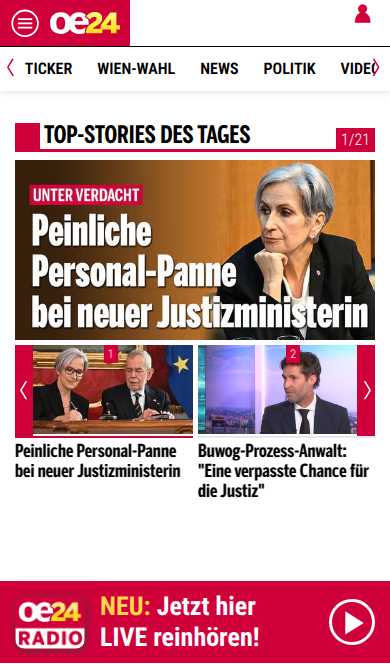 oe24
TICKER WIEN-WAHL NEWS POLITIK VIDEO
TOP-STORIES DES TAGES
1/21
UNTER VERDACHT
Peinliche
Personal-Panne
bei neuer Justizministerin
1
2
Peinliche Personal-Panne
bei neuer Justizministerin
Buwog-Prozess-Anwalt:
"Eine verpasste Chance für
die Justiz"
oe24
RADIO
NEU: Jetzt hier
LIVE reinhören!